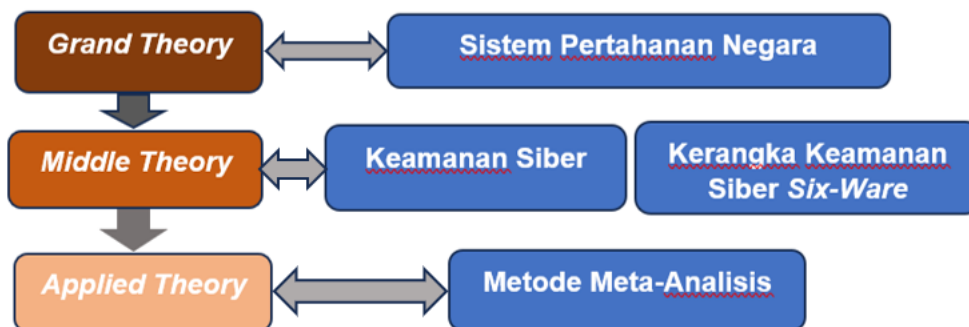 Grand Theory
Sistem Pertahanan Negara
Middle Theory
Keamanan Siber
Kerangka Keamanan
Siber Six-Ware
Applied Theory
Metode Meta-Analisis